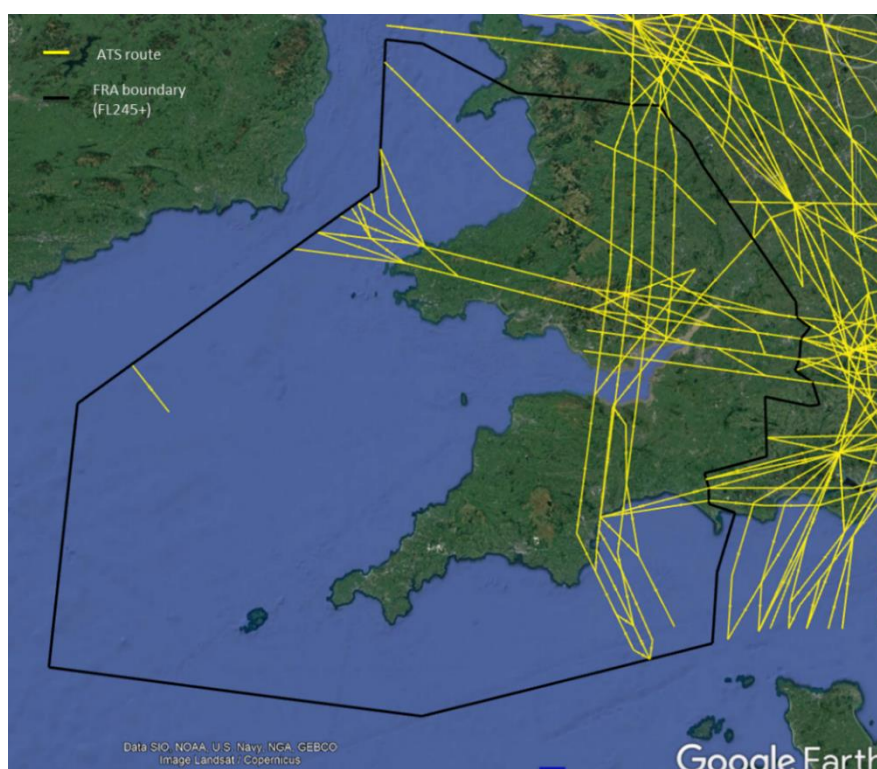 ATS route
FRA boundary
(FL245+)
Data SIO, NOAA, U.S. Navy, NGA, GEBCO
Image Landsat / Copernicus
Google Earth